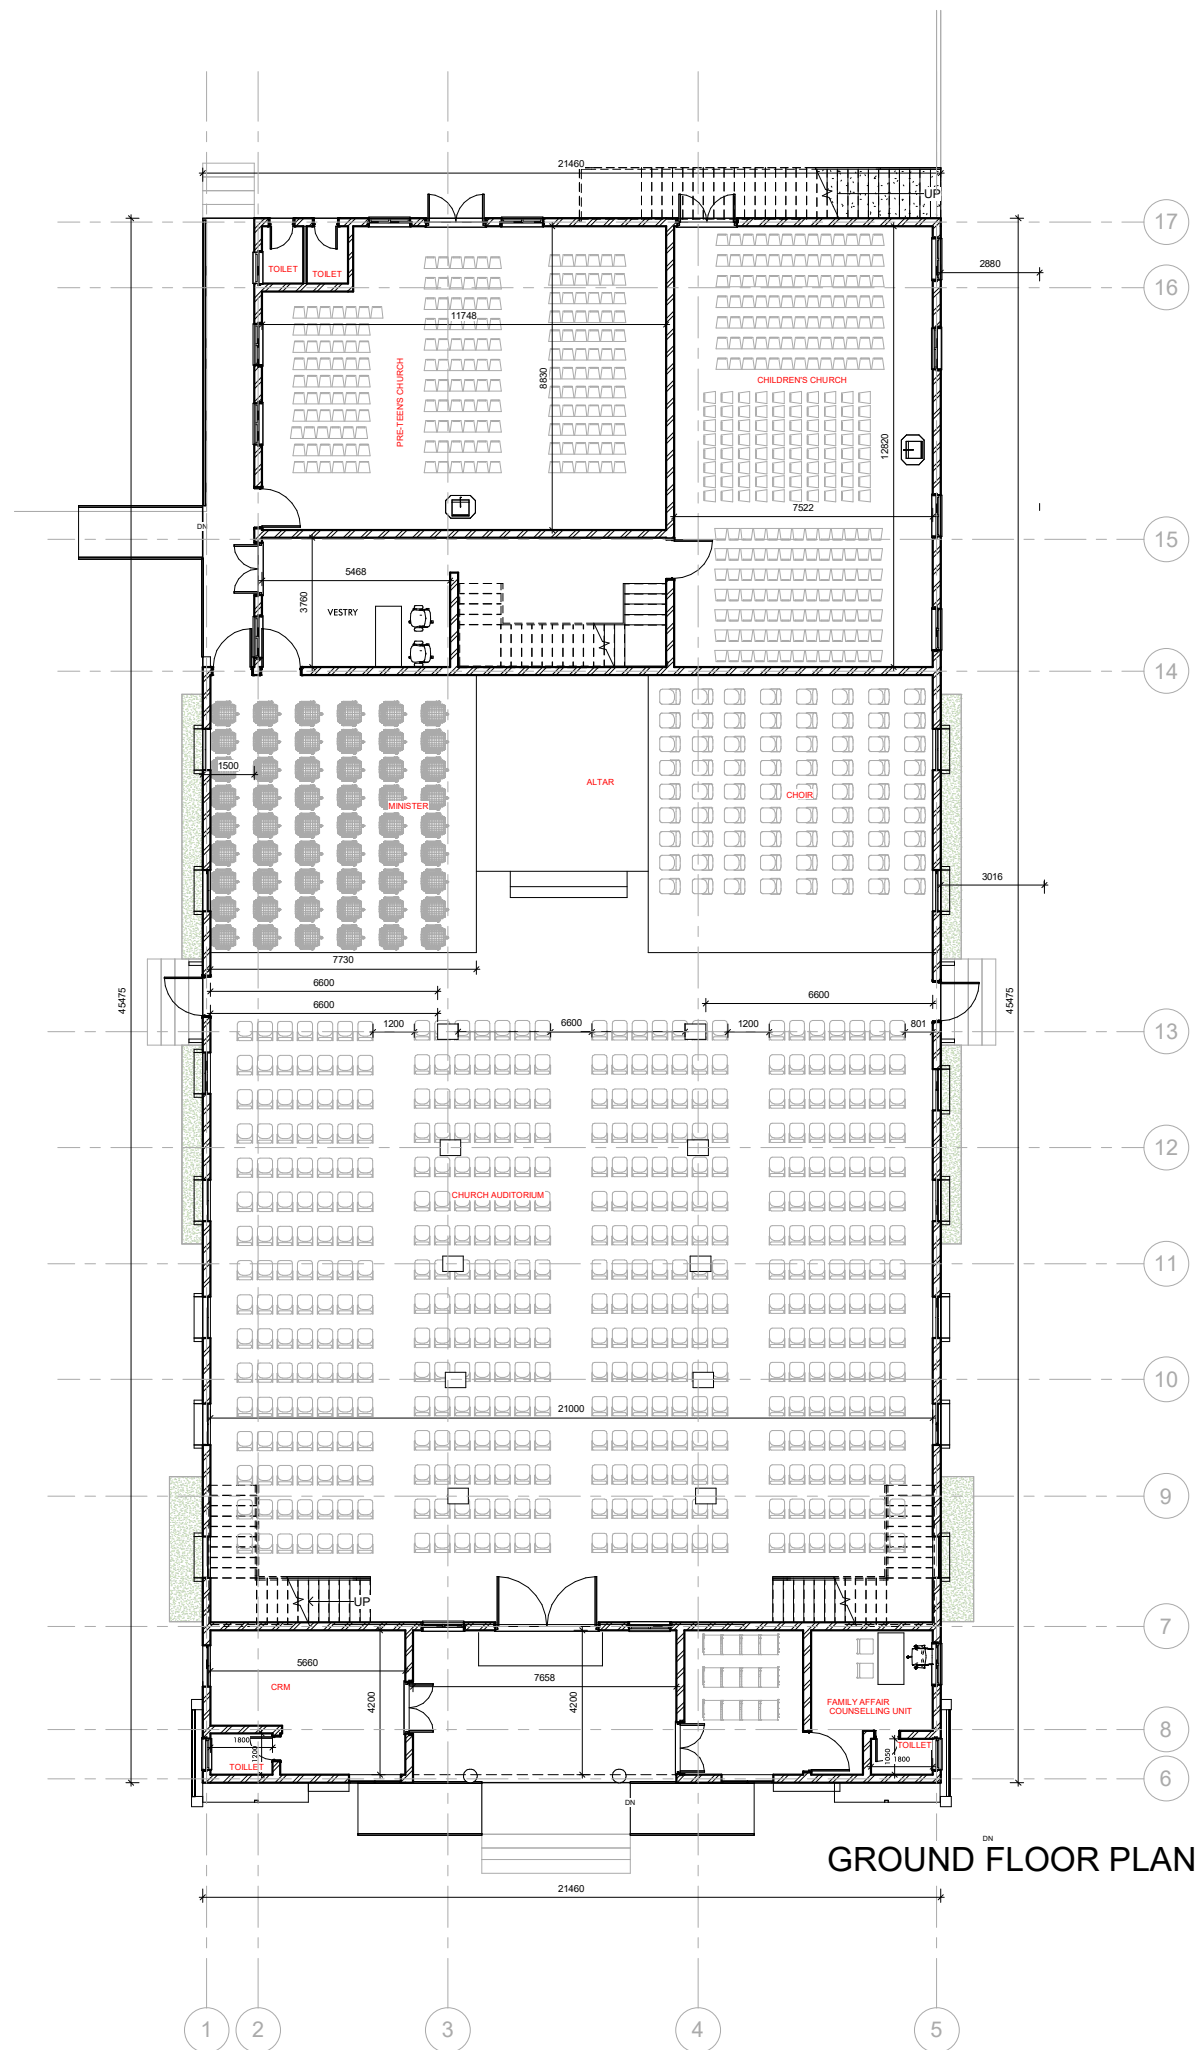 21460
UP
17
2880
16
TOILET
TOILET
11748
8830
PRE-TEEN'S CHURCH
CHILDREN'S CHURCH
12820
7522
DN
15
5468
3760
VESTRY
14
1500
MINISTER
ALTAR
CHOIR
3016
7730
6600
6600
6600
45475
45475
1200
6600
1200
801
13
12
CHURCH AUDITORIUM
11
10
21000
9
UP
7
5660
CRM
4200
7658
4200
FAMILY AFFAIR
COUNSELLING UNIT
8
1800
1200
TOILLET
TOILLET
1050
1800
6
DN
DN
GROUND FLOOR PLAN
21460
1
2
3
4
5